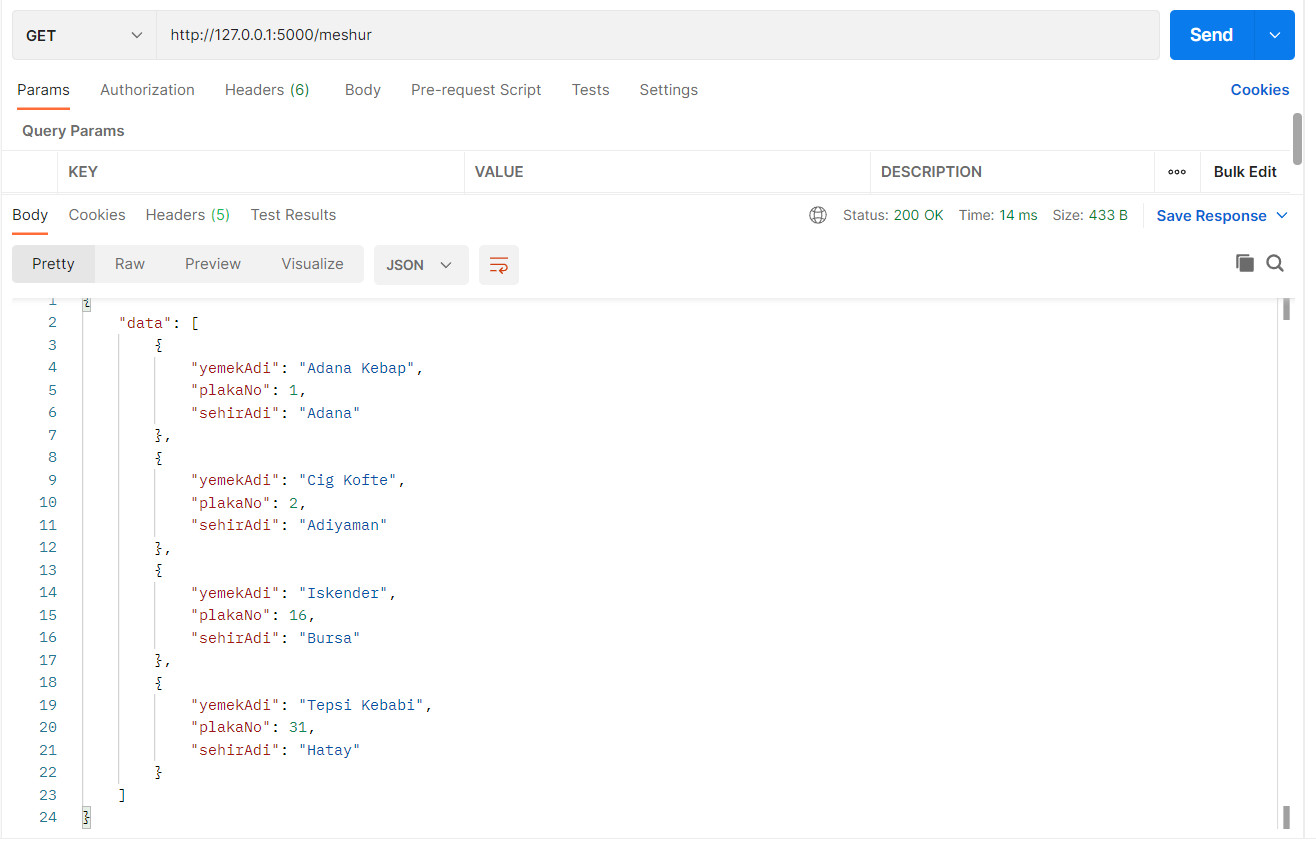 GET http://127.0.0.1:5000/meshur Send
Params Authorization Headers (6) Body Pre-request Script Tests Settings Cookies
Query Params
KEY VALUE DESCRIPTION ooo Bulk Edit
Body Cookies Headers (5) Test Results Status: 200 OK Time: 14 ms Size: 433 B Save Response
Pretty Raw Preview Visualize JSON
1 {
2 "data": [
3 {
4 "yemekAdi": "Adana Kebap",
5 "plakaNo": 1,
6 "sehirAdi": "Adana"
7 },
8 {
9 "yemekAdi": "Cig Kofte",
10 "plakaNo": 2,
11 "sehirAdi": "Adiyaman"
12 },
13 {
14 "yemekAdi": "Iskender",
15 "plakaNo": 16,
16 "sehirAdi": "Bursa"
17 },
18 {
19 "yemekAdi": "Tepsi Kebabi",
20 "plakaNo": 31,
21 "sehirAdi": "Hatay"
22 }
23 ]
24 }